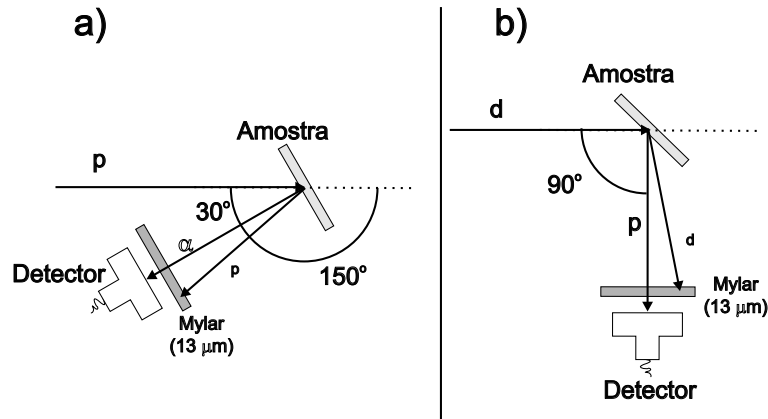 a)
Amostra
p
30°
α
p
150°
Detector
Mylar
(13 μm)
b)
Amostra
d
90°
p
d
Mylar
(13 μm)
Detector